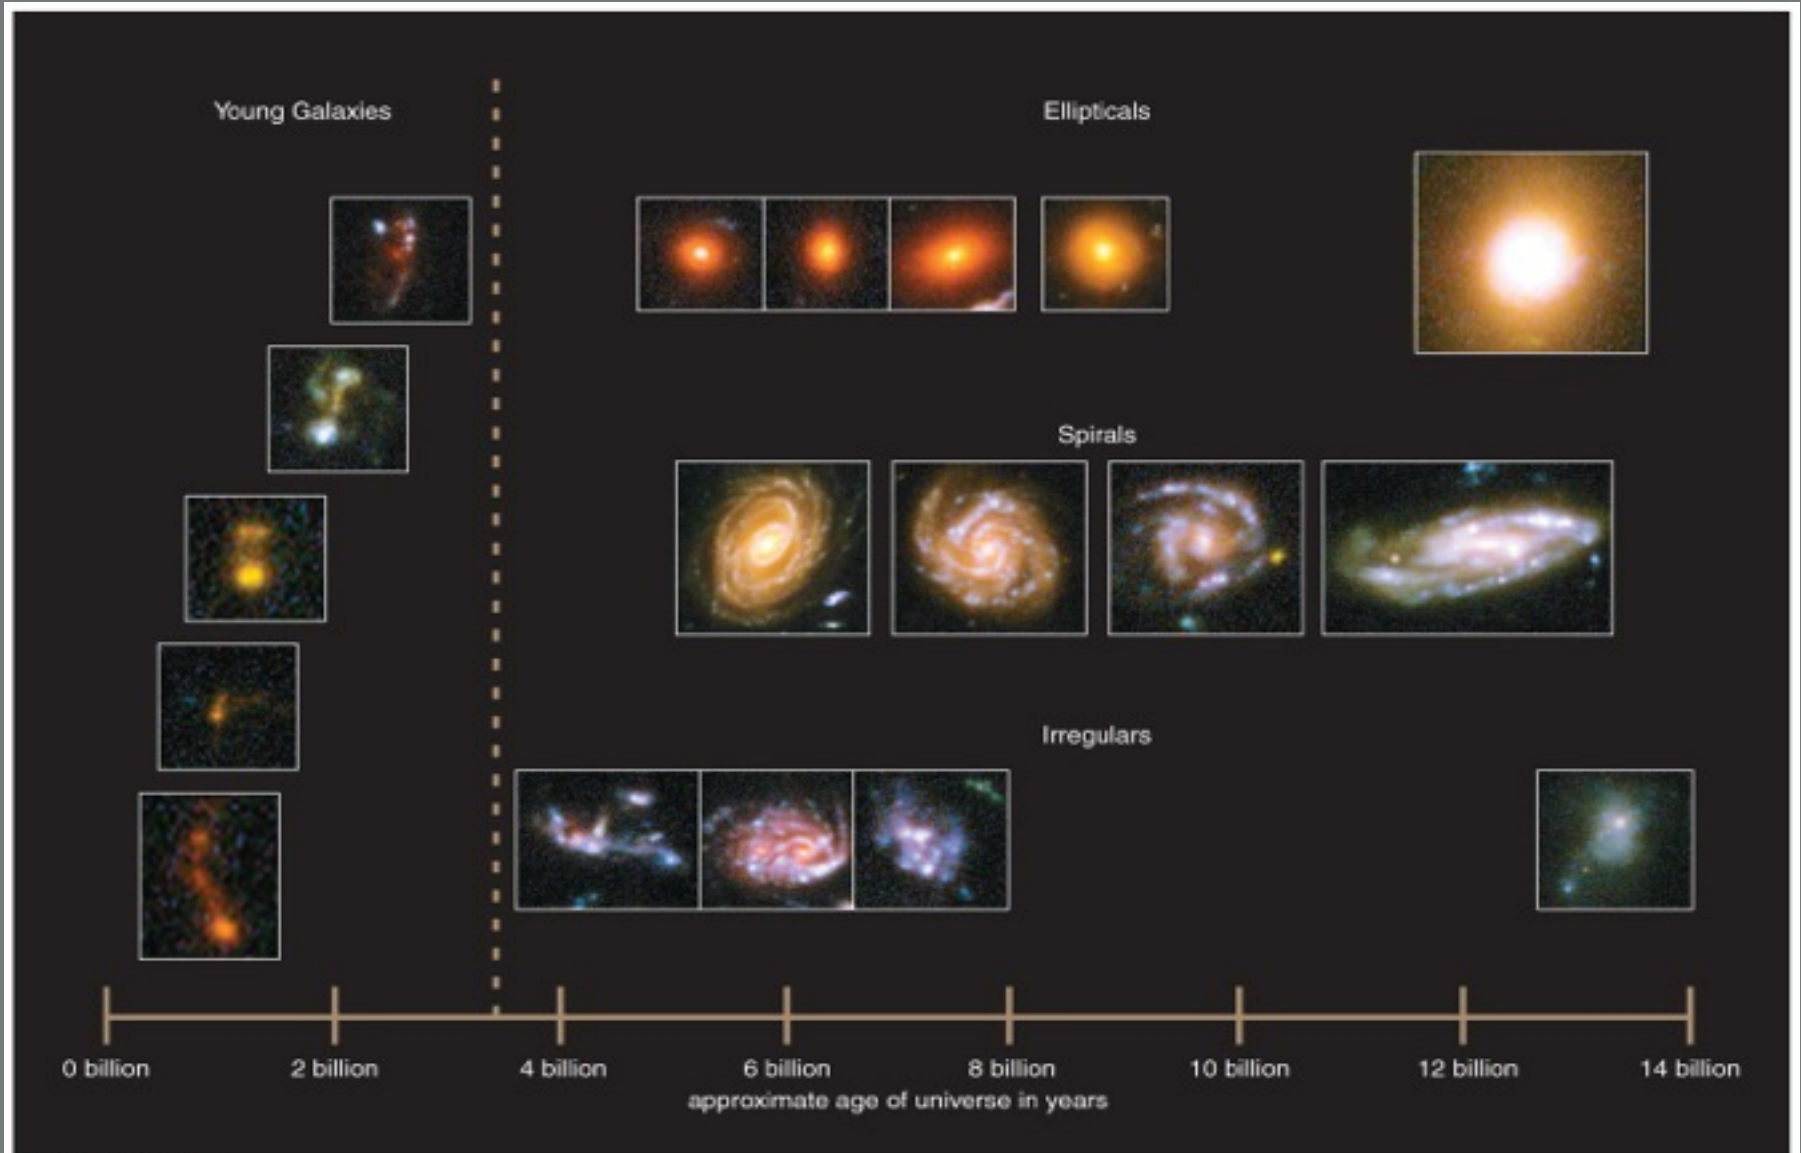 Young Galaxies
Ellipticals
Spirals
Irregulars
0 billion
2 billion
4 billion
6 billion
8 billion
10 billion
12 billion
14 billion
approximate age of universe in years